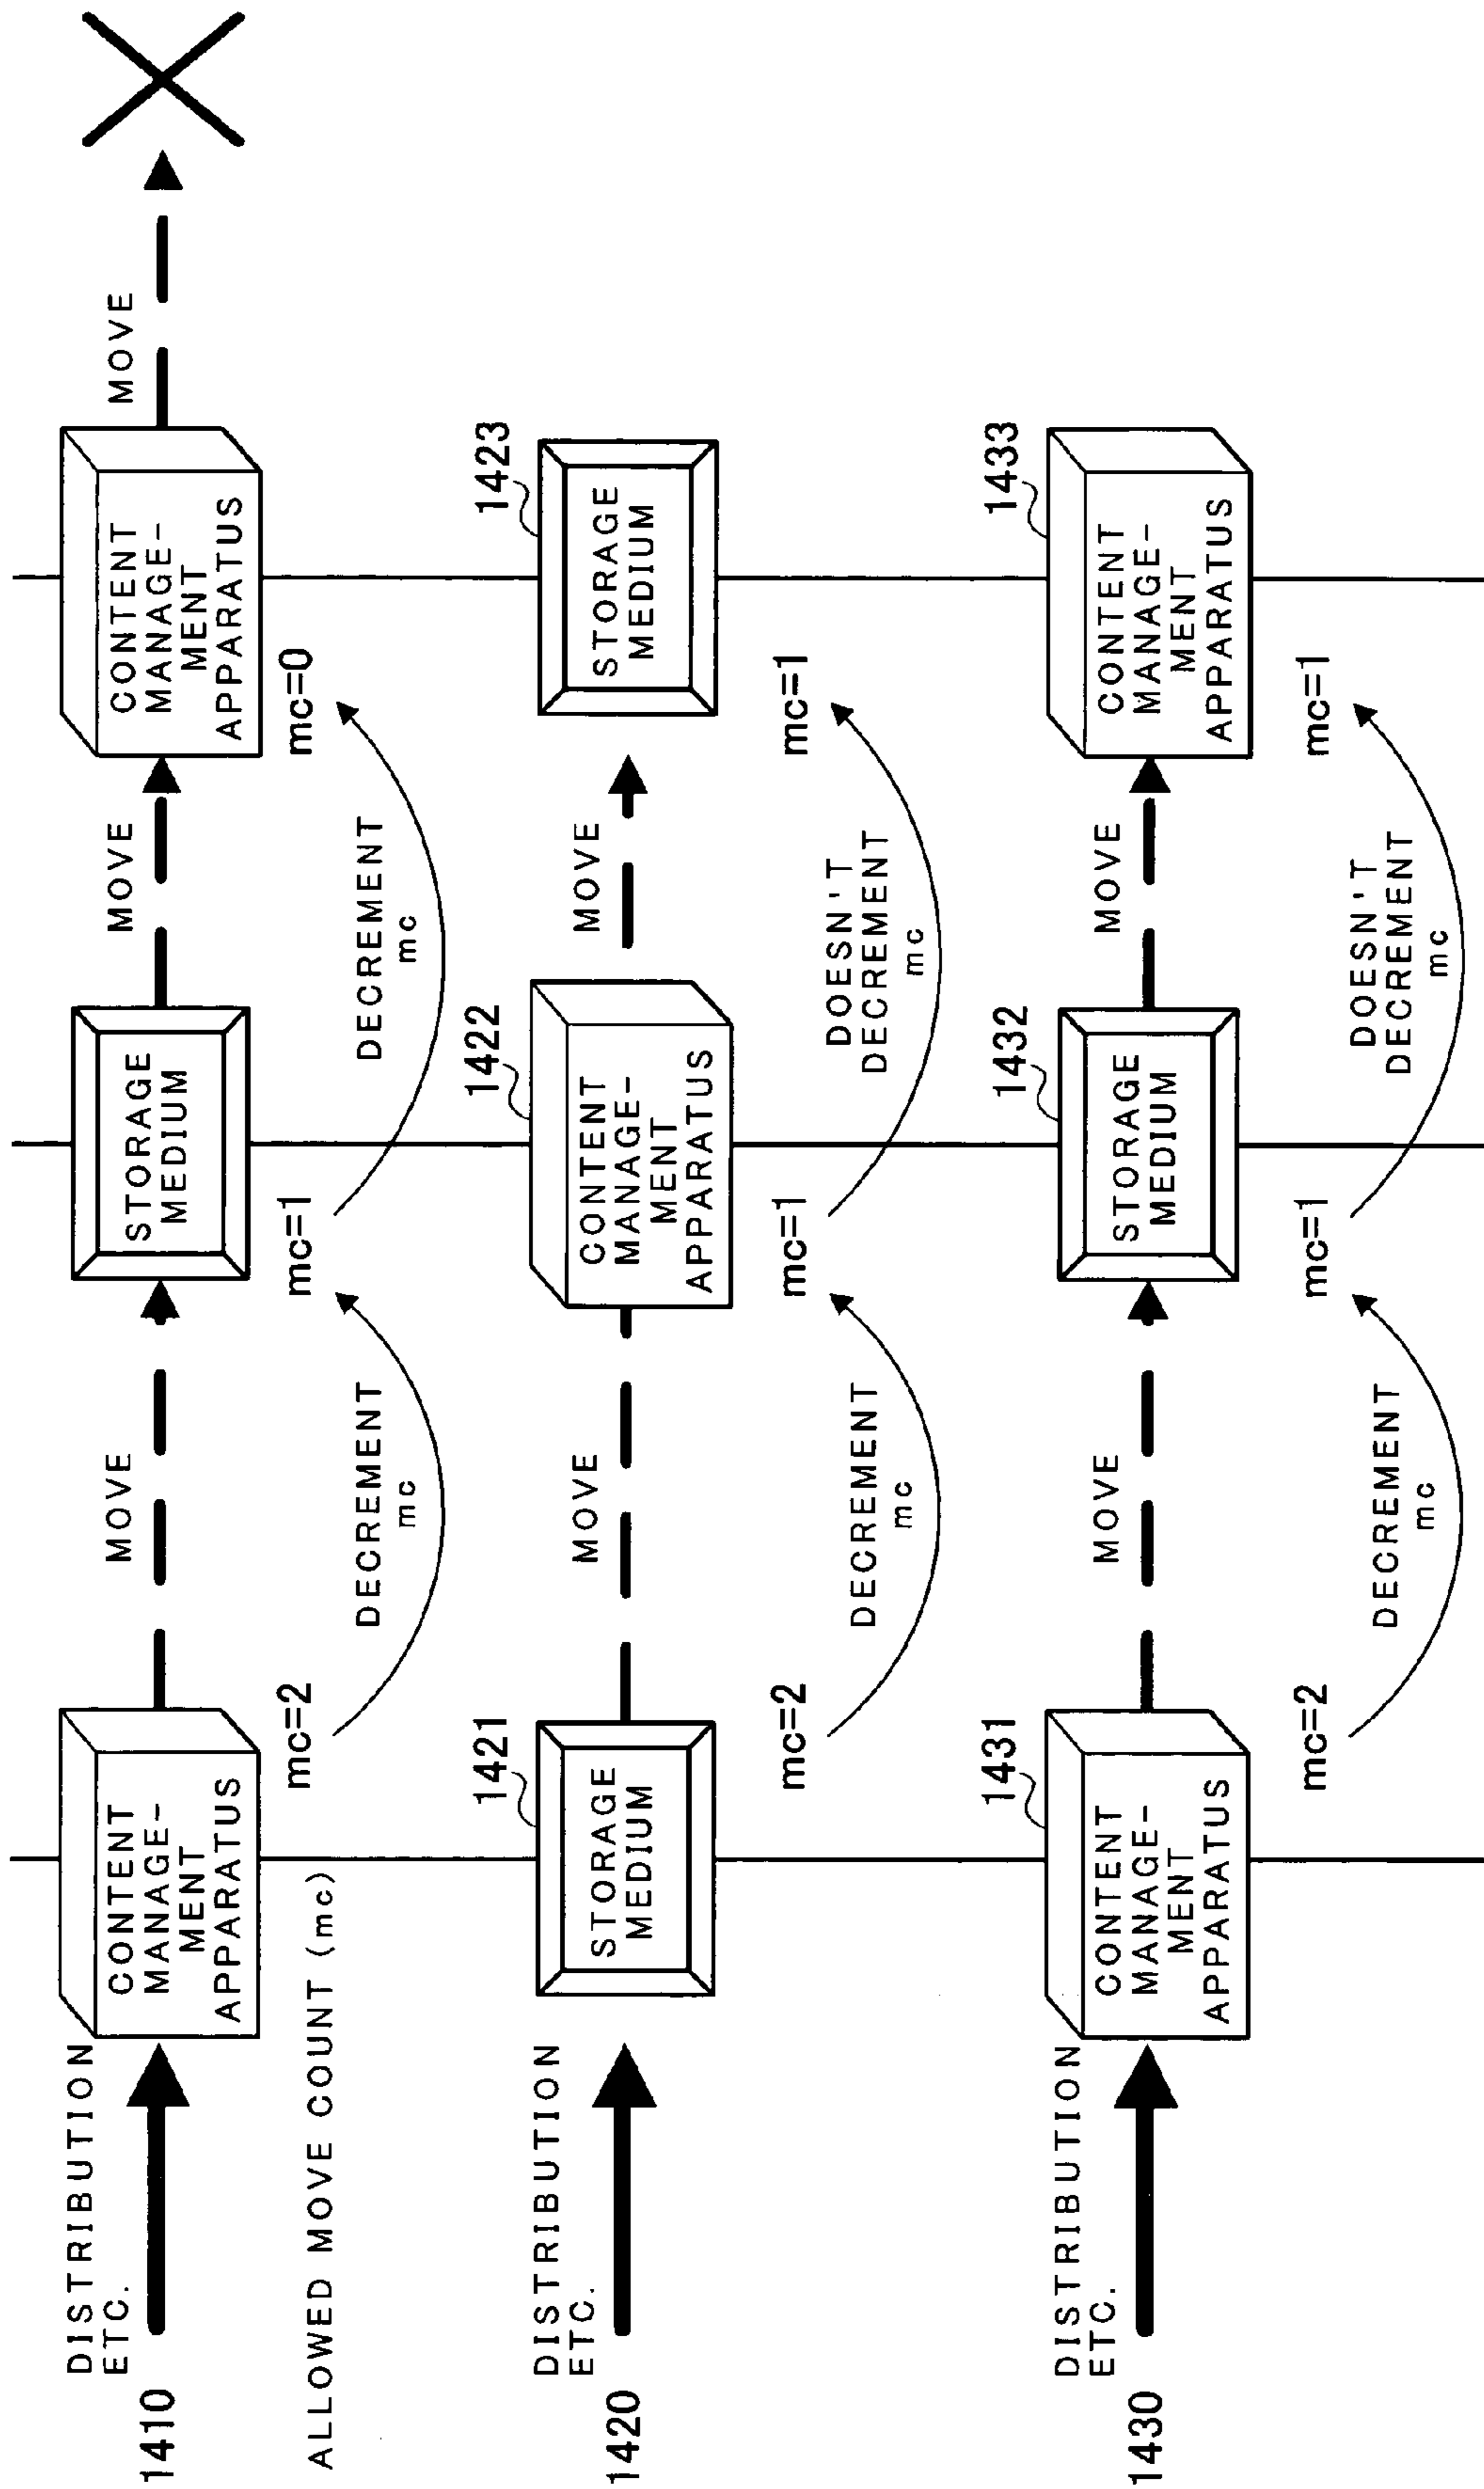 1410
DISTRIBUTION
ETC.
CONTENT
MANAGE-
MENT
APPARATUS
MOVE
STORAGE
MEDIUM
MOVE
CONTENT
MANAGE-
MENT
APPARATUS
MOVE
ALLOWED MOVE COUNT (mc)
mc=2
DECREMENT
mc
mc=1
DECREMENT
mc
mc=0
1420
DISTRIBUTION
ETC.
1421
STORAGE
MEDIUM
MOVE
1422
CONTENT
MANAGE-
MENT
APPARATUS
MOVE
1423
STORAGE
MEDIUM
mc=2
DECREMENT
mc
mc=1
DOESN'T
DECREMENT
mc
mc=1
1430
DISTRIBUTION
ETC.
1431
CONTENT
MANAGE-
MENT
APPARATUS
MOVE
1432
STORAGE
MEDIUM
MOVE
1433
CONTENT
MANAGE-
MENT
APPARATUS
mc=2
DECREMENT
mc
mc=1
DOESN'T
DECREMENT
mc
mc=1